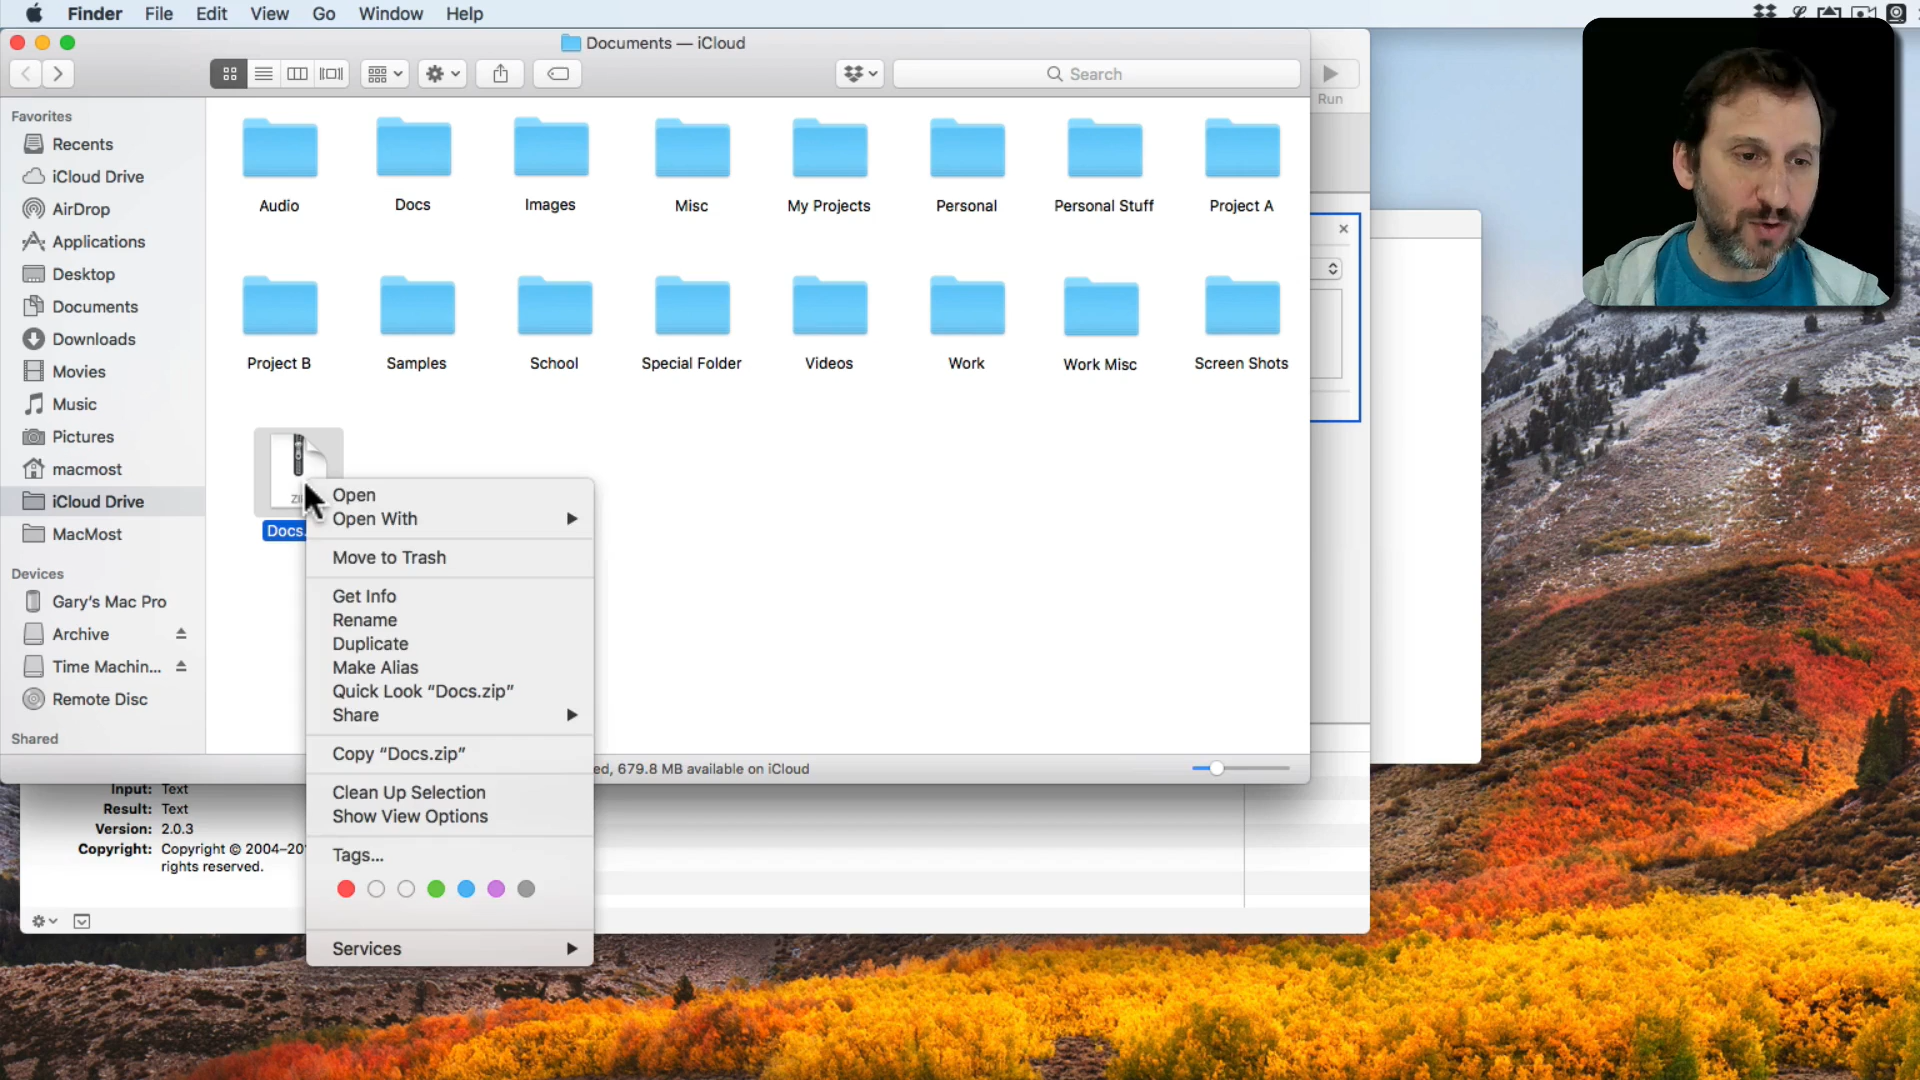 Finder File Edit View Go Window Help
Documents — iCloud
Search
Run
Favorites
Recents
iCloud Drive
AirDrop
Applications
Desktop
Documents
Downloads
Movies
Music
Pictures
macmost
iCloud Drive
MacMost
Devices
Gary's Mac Pro
Archive
Time Machin...
Remote Disc
Shared
Audio Docs Images Misc My Projects Personal Personal Stuff Project A
Project B Samples School Special Folder Videos Work Work Misc Screen Shots
Docs.
Open
Open With
Move to Trash
Get Info
Rename
Duplicate
Make Alias
Quick Look “Docs.zip”
Share
Copy “Docs.zip”
Clean Up Selection
Show View Options
Tags...
Services
ed, 679.8 MB available on iCloud
Input: Text
Result: Text
Version: 2.0.3
Copyright: Copyright © 2004–20
rights reserved.